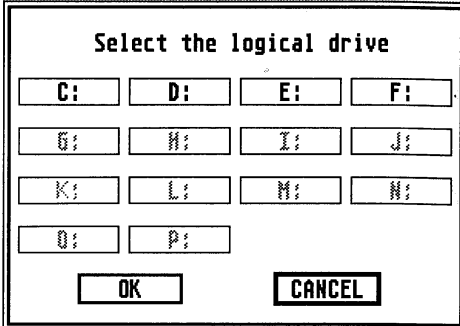 Select the logical drive
C: D: E: F:
G: H: I: J:
K: L: M: N:
O: P:
OK CANCEL